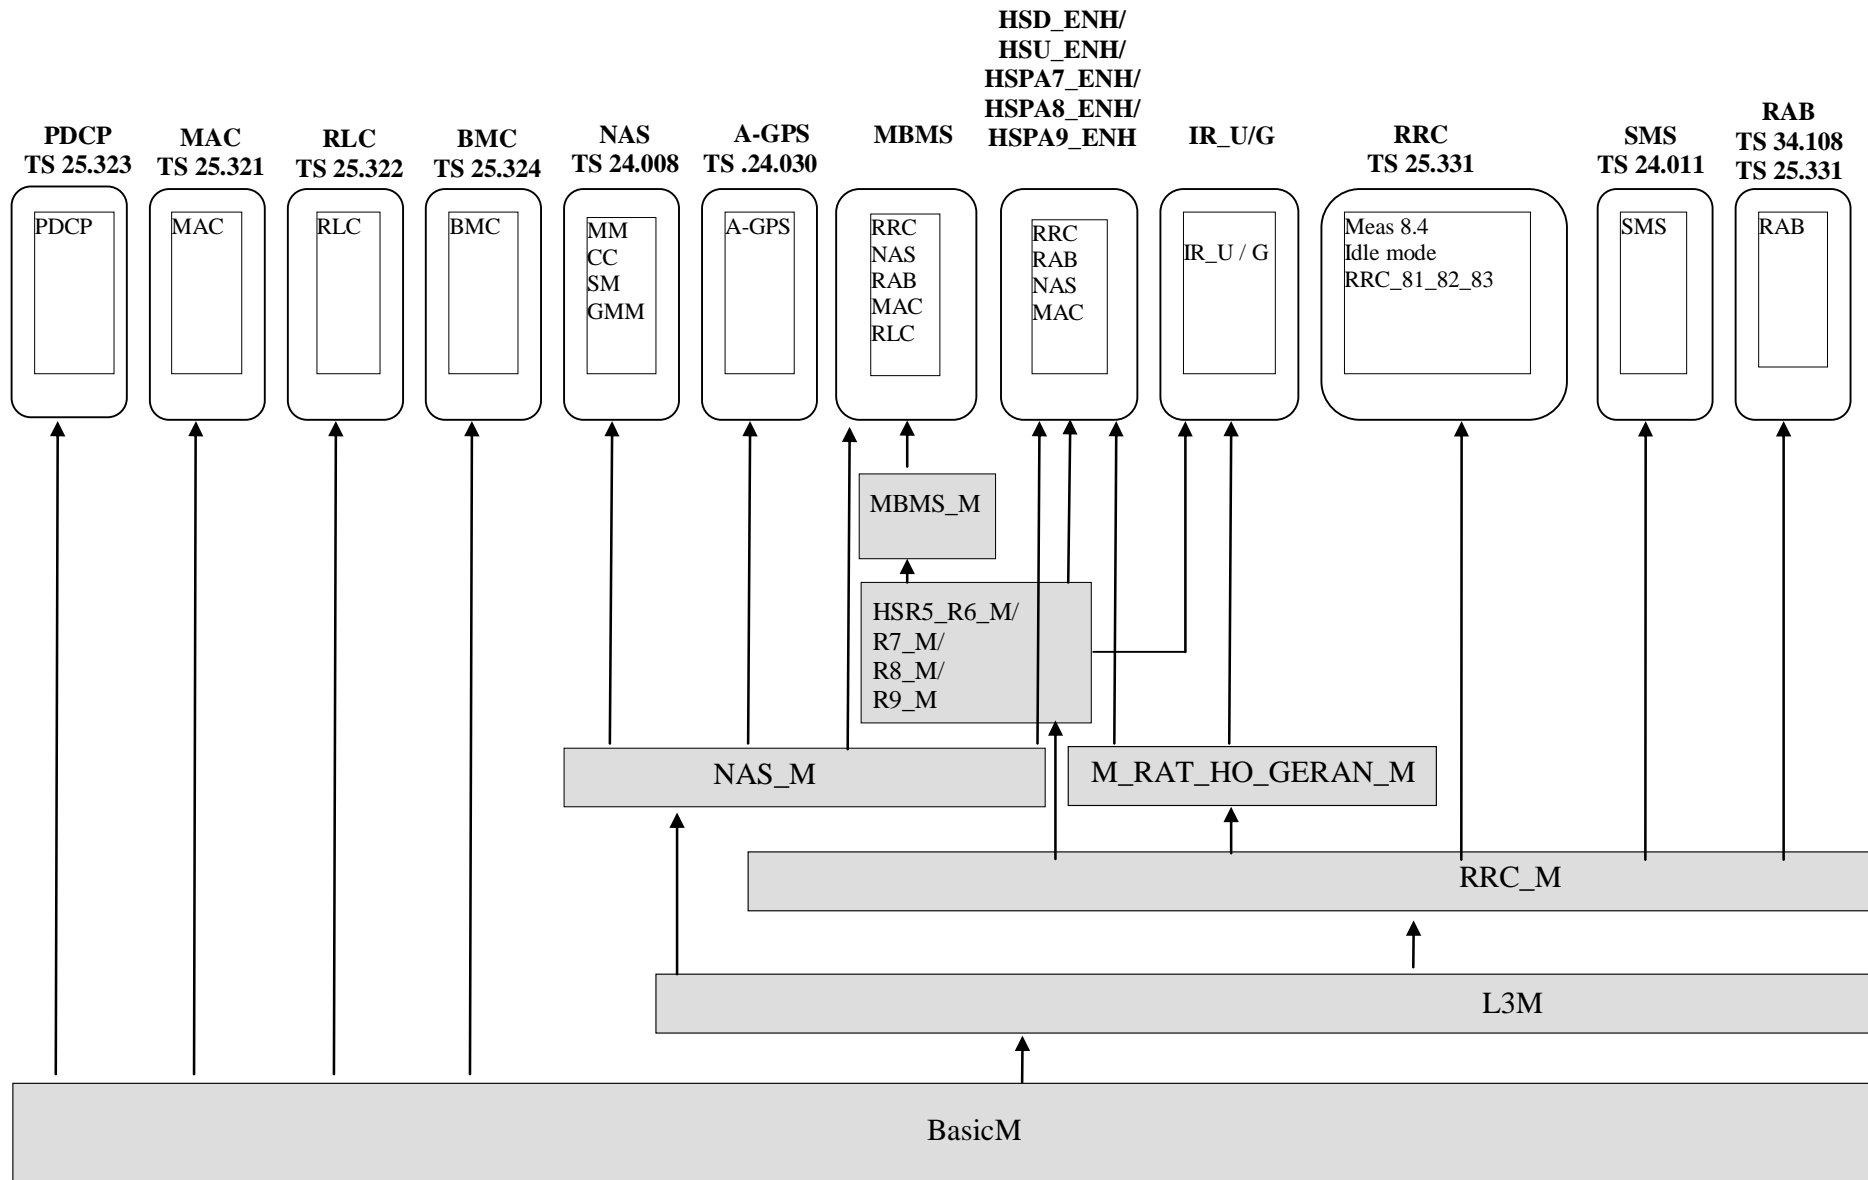 HSD_ENH/
HSU_ENH/
HSPA7_ENH/
HSPA8_ENH/
HSPA9_ENH
PDCP
TS 25.323
MAC
TS 25.321
RLC
TS 25.322
BMC
TS 25.324
NAS
TS 24.008
A-GPS
TS .24.030
MBMS
IR_U/G
RRC
TS 25.331
SMS
TS 24.011
RAB
TS 34.108
TS 25.331
PDCP
MAC
RLC
BMC
MM
CC
SM
GMM
A-GPS
RRC
NAS
RAB
MAC
RLC
RRC
RAB
NAS
MAC
IR_U / G
Meas 8.4
Idle mode
RRC_81_82_83
SMS
RAB
MBMS_M
HSR5_R6_M/
R7_M/
R8_M/
R9_M
NAS_M
M_RAT_HO_GERAN_M
RRC_M
L3M
BasicM